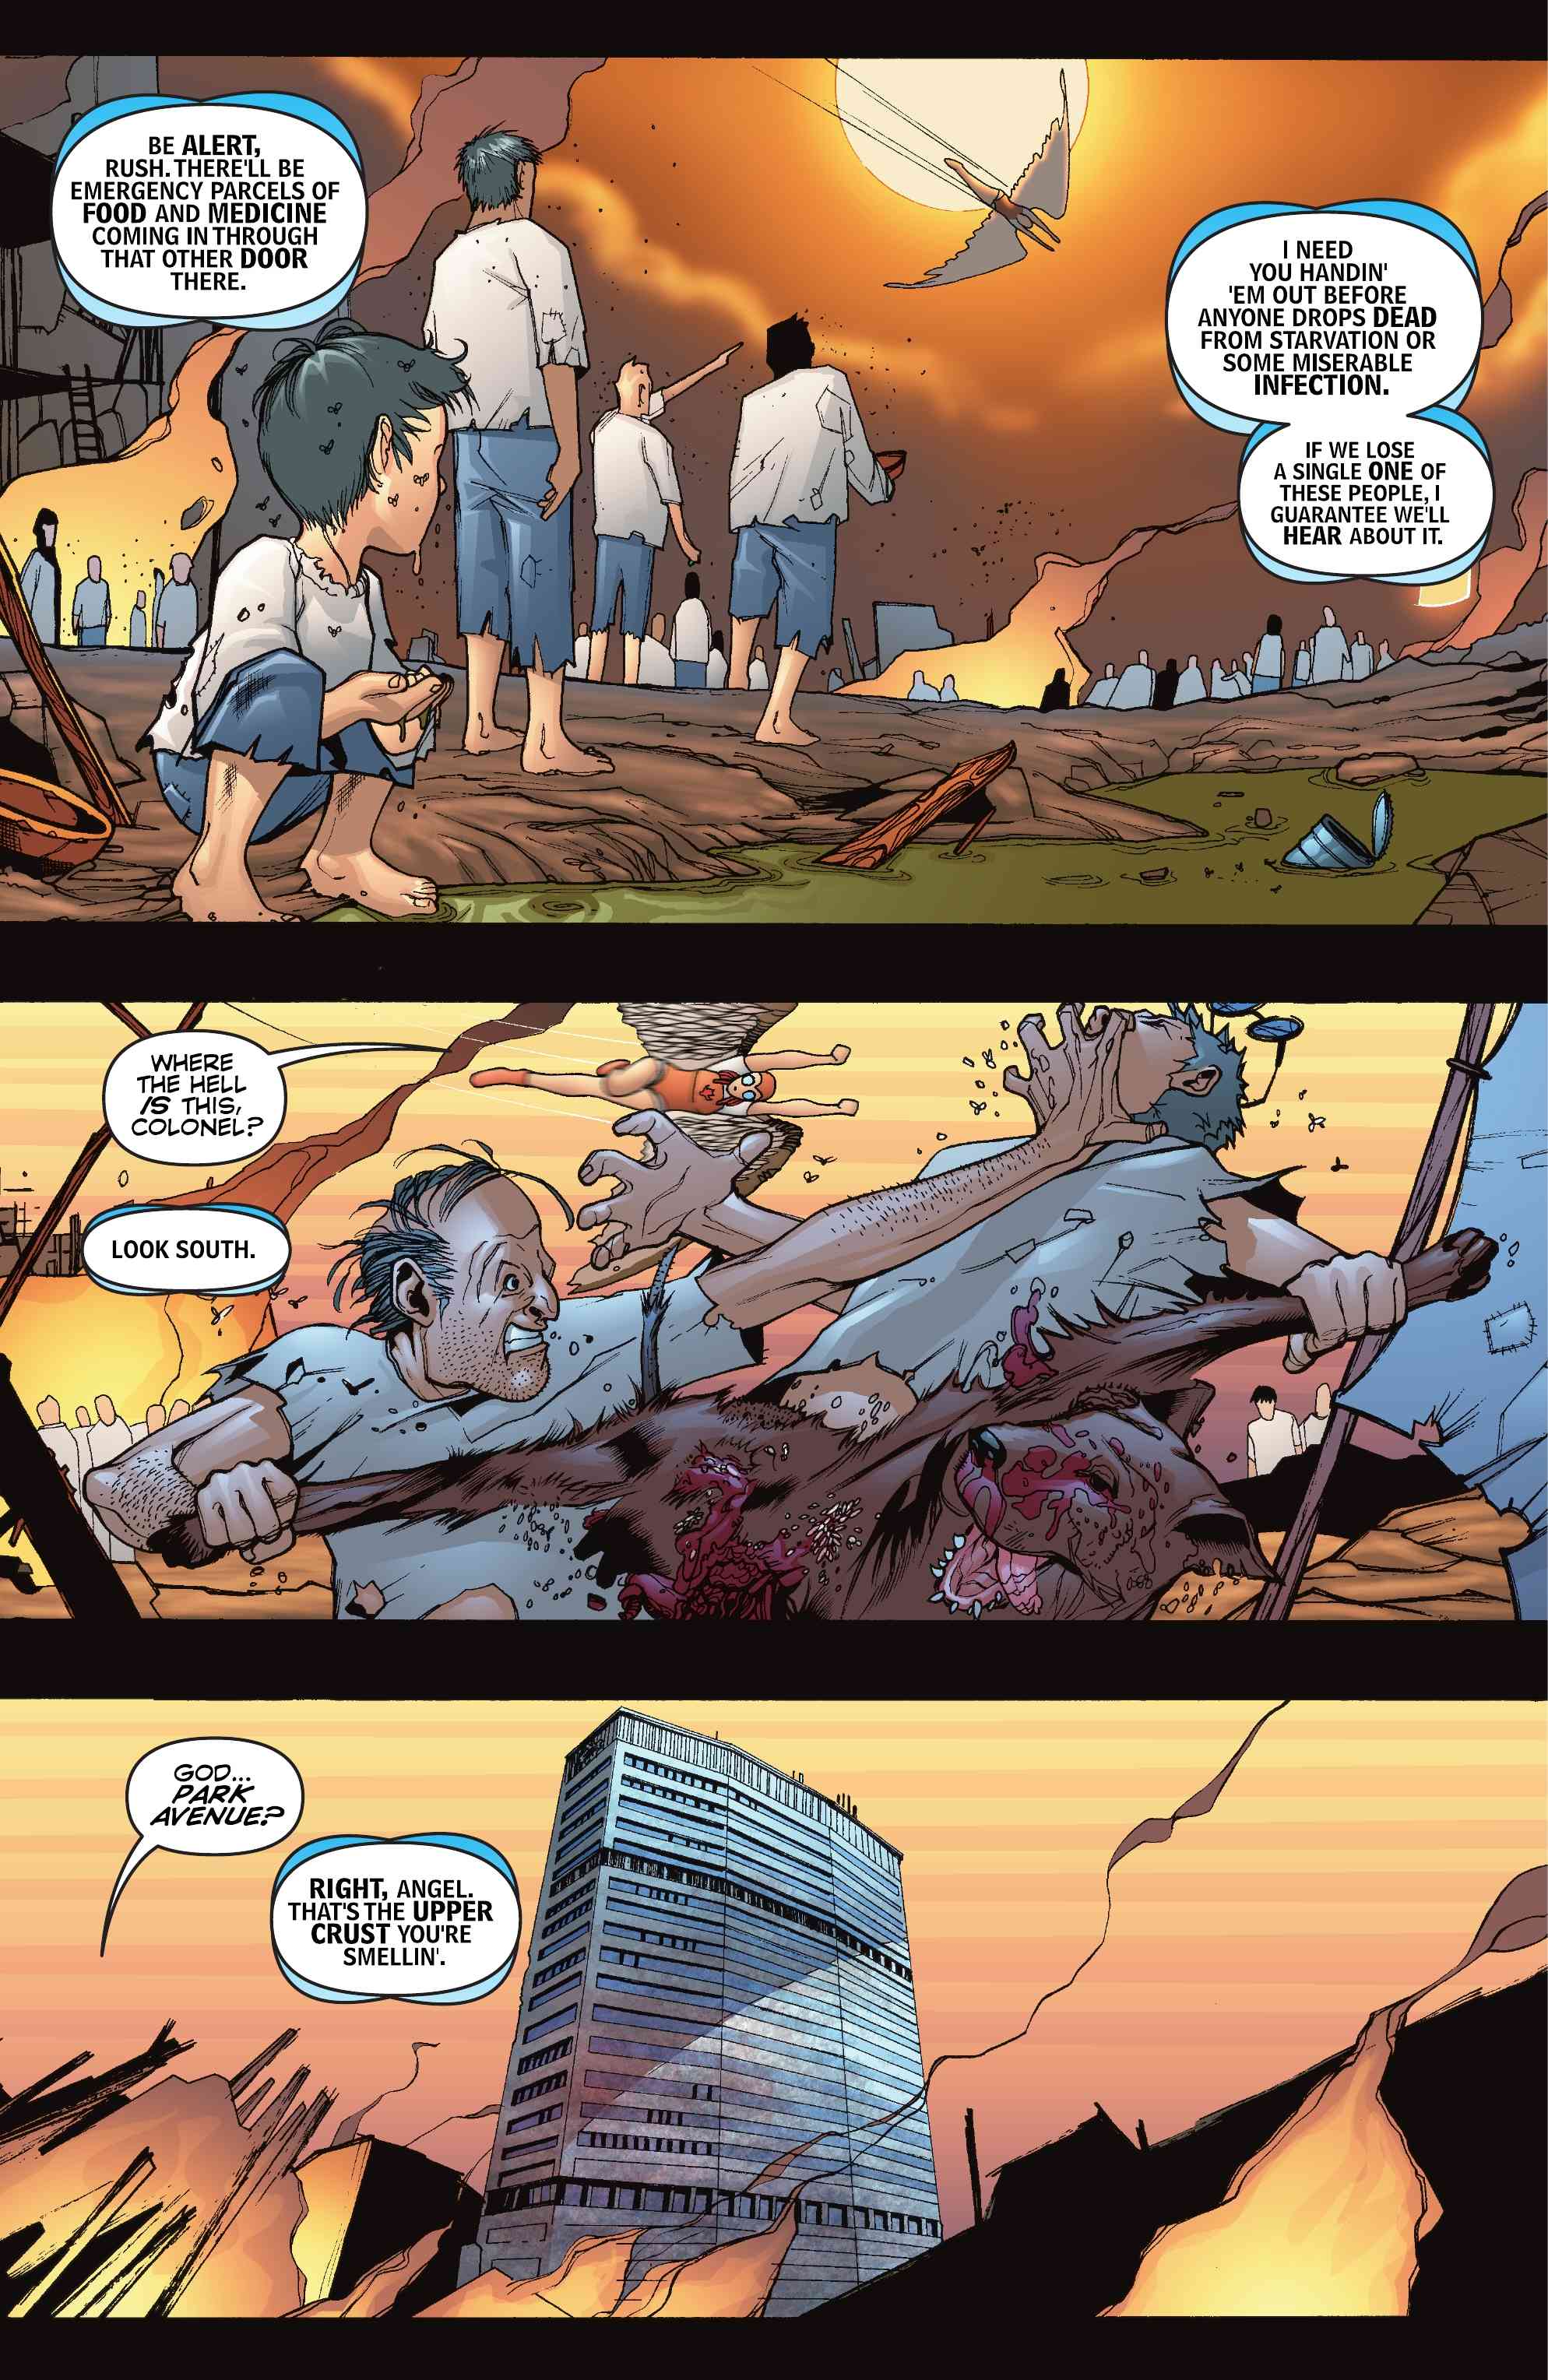 BE ALERT,
RUSH. THERE'LL BE
EMERGENCY PARCELS OF
FOOD AND MEDICINE
COMING IN THROUGH
THAT OTHER DOOR
THERE.
I NEED
YOU HANDIN'
'EM OUT BEFORE
ANYONE DROPS DEAD
FROM STARVATION OR
SOME MISERABLE
INFECTION.
IF WE LOSE
A SINGLE ONE OF
THESE PEOPLE, I
GUARANTEE WE'LL
HEAR ABOUT IT.
WHERE
THE HELL
IS THIS,
COLONEL?
LOOK SOUTH.
GOD...
PARK
AVENUE?
RIGHT, ANGEL.
THAT'S THE UPPER
CRUST YOU'RE
SMELLIN'.